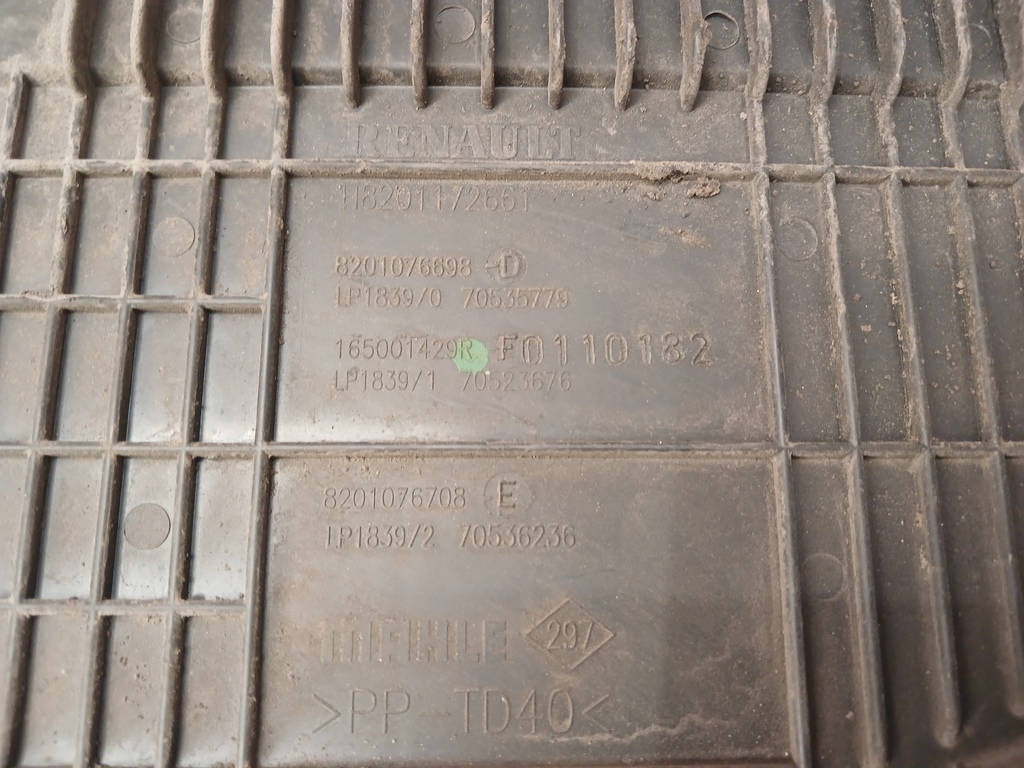 RENAULT
H8201172661
8201076698 D
LP1839/0 70535779
165001429R F0110182
LP1839/1 70523676
8201076708 E
LP1839/2 70536236
MAHLE 297
>PP-TD40<